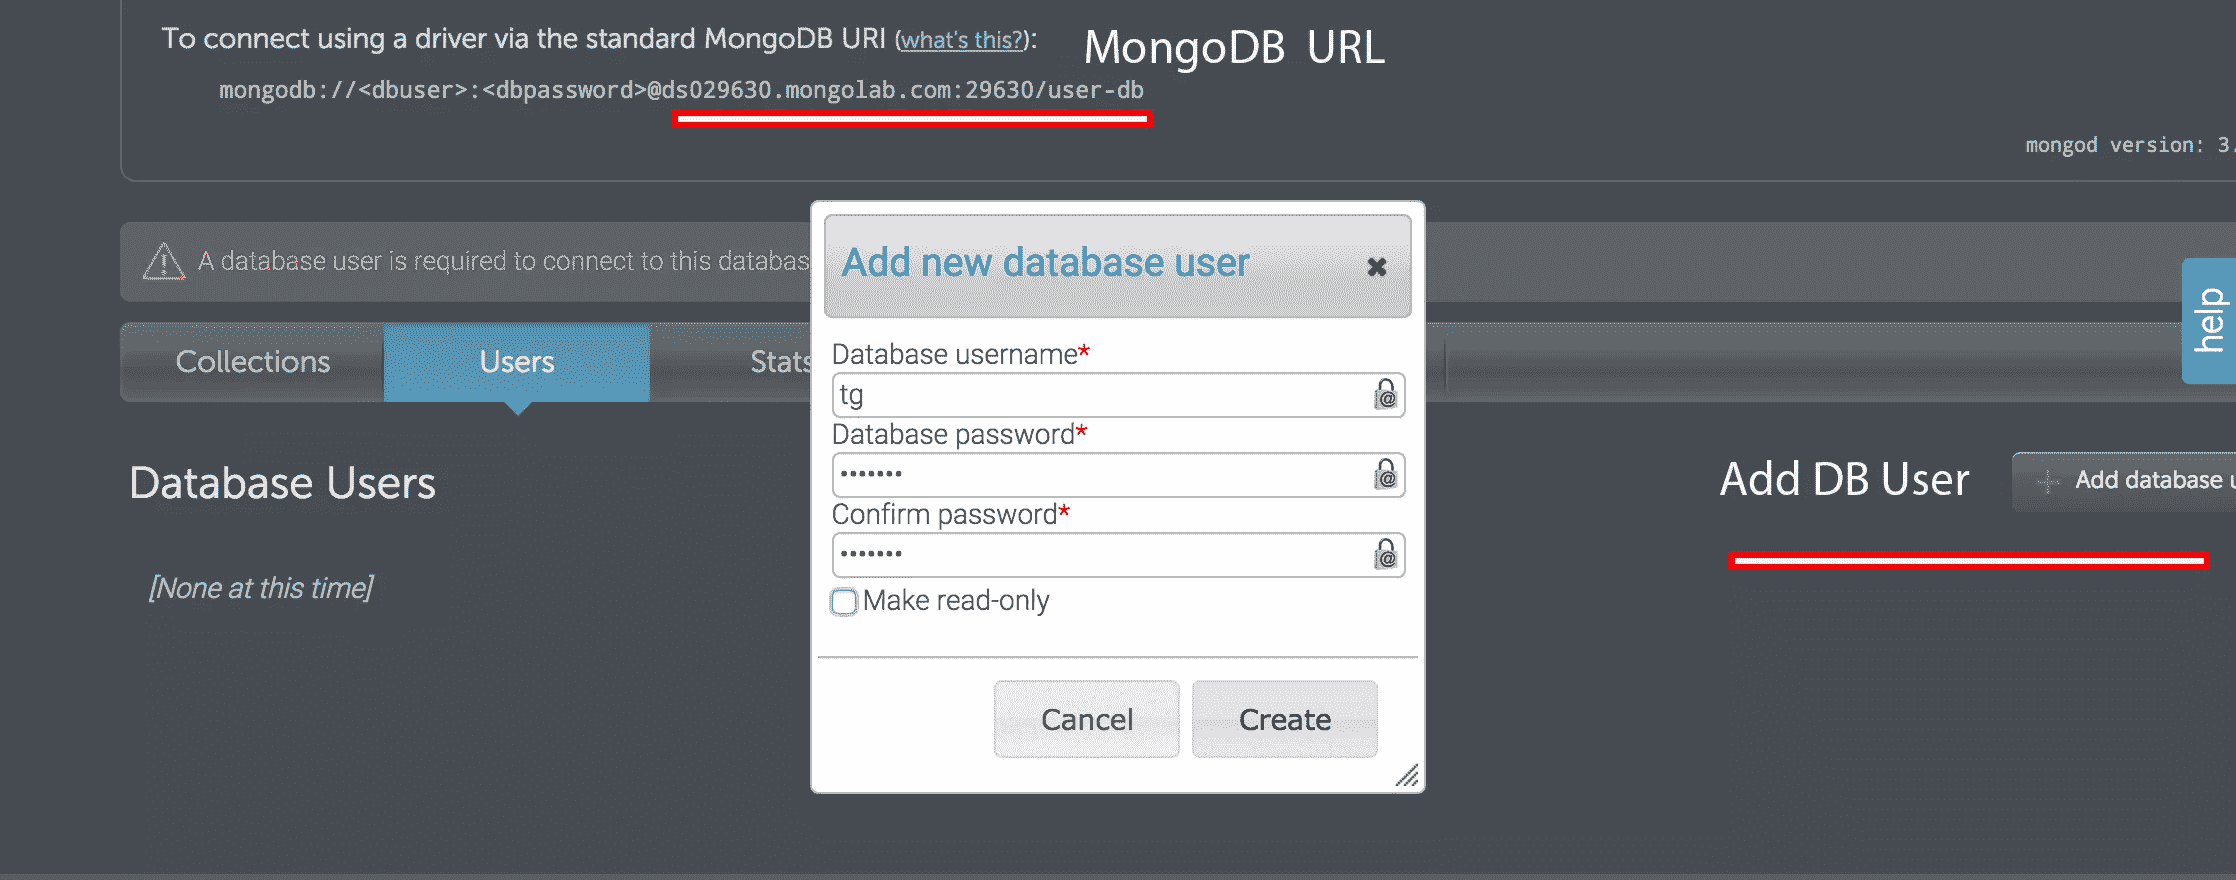 To connect using a driver via the standard MongoDB URI (what's this?):
MongoDB URL
mongodb://<dbuser>:<dbpassword>@ds029630.mongolab.com:29630/user-db
mongod version: 3.
A database user is required to connect to this databas
Add new database user
help
Collections
Users
Stats
Database username*
tg
Database password*
•••••••
Confirm password*
•••••••
Make read-only
Database Users
Add DB User
Add database u
[None at this time]
Cancel
Create